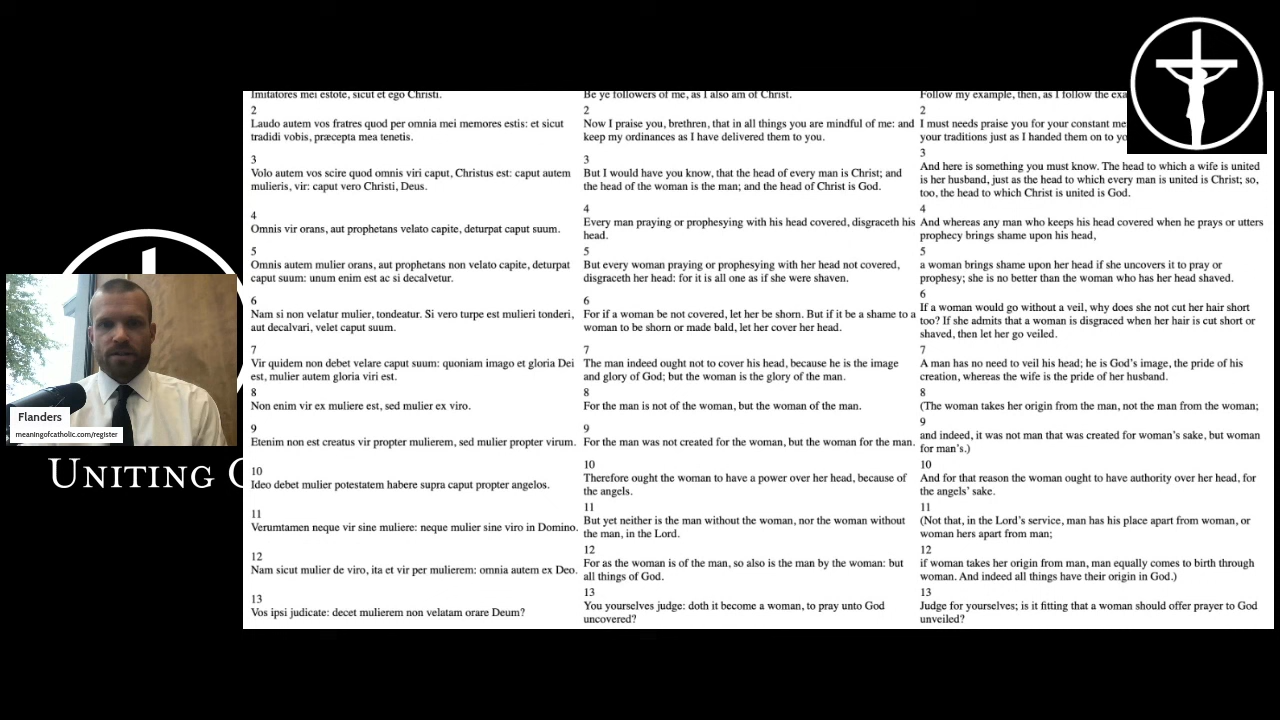 Imitatores mei estote, sicut et ego Christi.
2
Laudo autem vos fratres quod per omnia mei memores estis: et sicut
tradidi vobis, præcepta mea tenetis.
3
Volo autem vos scire quod omnis viri caput, Christus est: caput autem
mulieris, vir: caput vero Christi, Deus.
4
Omnis vir orans, aut prophetans velato capite, deturpat caput suum.
5
Omnis autem mulier orans, aut prophetans non velato capite, deturpat
caput suum: unum enim est ac si decalvetur.
6
Nam si non velatur mulier, tondeatur. Si vero turpe est mulieri tonderi,
aut decalvari, velet caput suum.
7
Vir quidem non debet velare caput suum: quoniam imago et gloria Dei
est, mulier autem gloria viri est.
8
Non enim vir ex muliere est, sed mulier ex viro.
9
Etenim non est creatus vir propter mulierem, sed mulier propter virum.
10
Ideo debet mulier potestatem habere supra caput propter angelos.
11
Verumtamen neque vir sine muliere: neque mulier sine viro in Domino.
12
Nam sicut mulier de viro, ita et vir per mulierem: omnia autem ex Deo.
13
Vos ipsi judicate: decet mulierem non velatam orare Deum?
Be ye followers of me, as I also am of Christ.
Now I praise you, brethren, that in all things you are mindful of me: and
keep my ordinances as I have delivered them to you.
3
But I would have you know, that the head of every man is Christ; and
the head of the woman is the man; and the head of Christ is God.
4
Every man praying or prophesying with his head covered, disgraceth his
head.
5
But every woman praying or prophesying with her head not covered,
disgraceth her head: for it is all one as if she were shaven.
6
For if a woman be not covered, let her be shorn. But if it be a shame to a
woman to be shorn or made bald, let her cover her head.
7
The man indeed ought not to cover his head, because he is the image
and glory of God; but the woman is the glory of the man.
8
For the man is not of the woman, but the woman of the man.
9
For the man was not created for the woman, but the woman for the man.
10
Therefore ought the woman to have a power over her head, because of
the angels.
11
But yet neither is the man without the woman, nor the woman without
the man, in the Lord.
12
For as the woman is of the man, so also is the man by the woman: but
all things of God.
13
You yourselves judge: doth it become a woman, to pray unto God
uncovered?
Follow my example, then, as I follow the exa
2
I must needs praise you for your constant me
your traditions just as I handed them on to yo
3
And here is something you must know. The head to which a wife is united
is her husband, just as the head to which every man is united is Christ; so,
too, the head to which Christ is united is God.
4
And whereas any man who keeps his head covered when he prays or utters
prophecy brings shame upon his head,
5
a woman brings shame upon her head if she uncovers it to pray or
prophesy; she is no better than the woman who has her head shaved.
6
If a woman would go without a veil, why does she not cut her hair short
too? If she admits that a woman is disgraced when her hair is cut short or
shaved, then let her go veiled.
7
A man has no need to veil his head; he is God's image, the pride of his
creation, whereas the wife is the pride of her husband.
8
(The woman takes her origin from the man, not the man from the woman;
9
and indeed, it was not man that was created for woman's sake, but woman
for man's.)
10
And for that reason the woman ought to have authority over her head, for
the angels' sake.
11
(Not that, in the Lord's service, man has his place apart from woman, or
woman hers apart from man;
12
if woman takes her origin from man, man equally comes to birth through
woman. And indeed all things have their origin in God.)
13
Judge for yourselves; is it fitting that a woman should offer prayer to God
unveiled?
Flanders
meaningofcatholic.com/register
UNITING